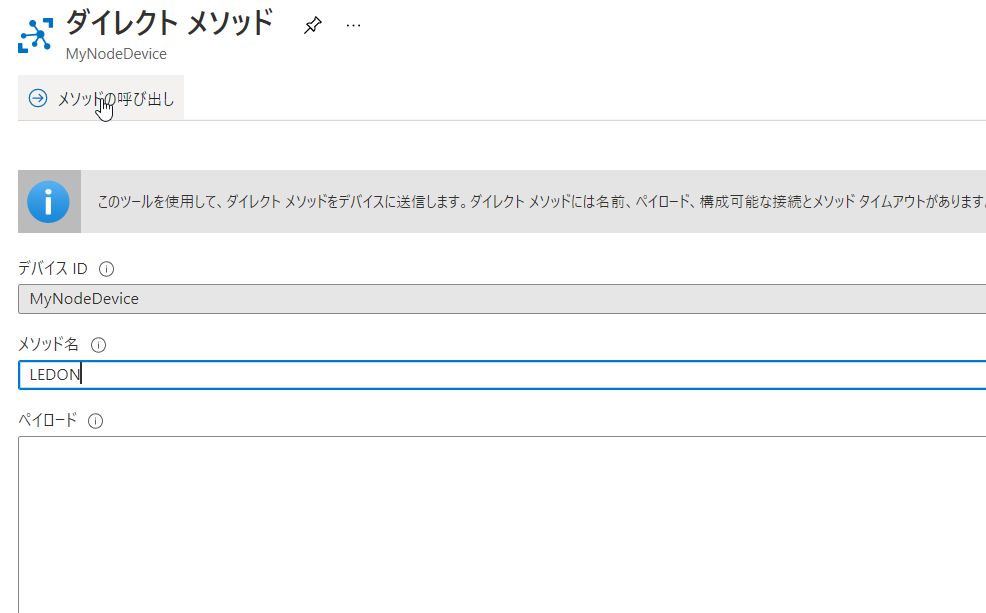 ダイレクト メソッド
MyNodeDevice
メソッドの呼び出し
このツールを使用して、ダイレクト メソッドをデバイスに送信します。ダイレクト メソッドには名前、ペイロード、構成可能な接続とメソッド タイムアウトがあります。
デバイス ID
MyNodeDevice
メソッド名
LEDON
ペイロード